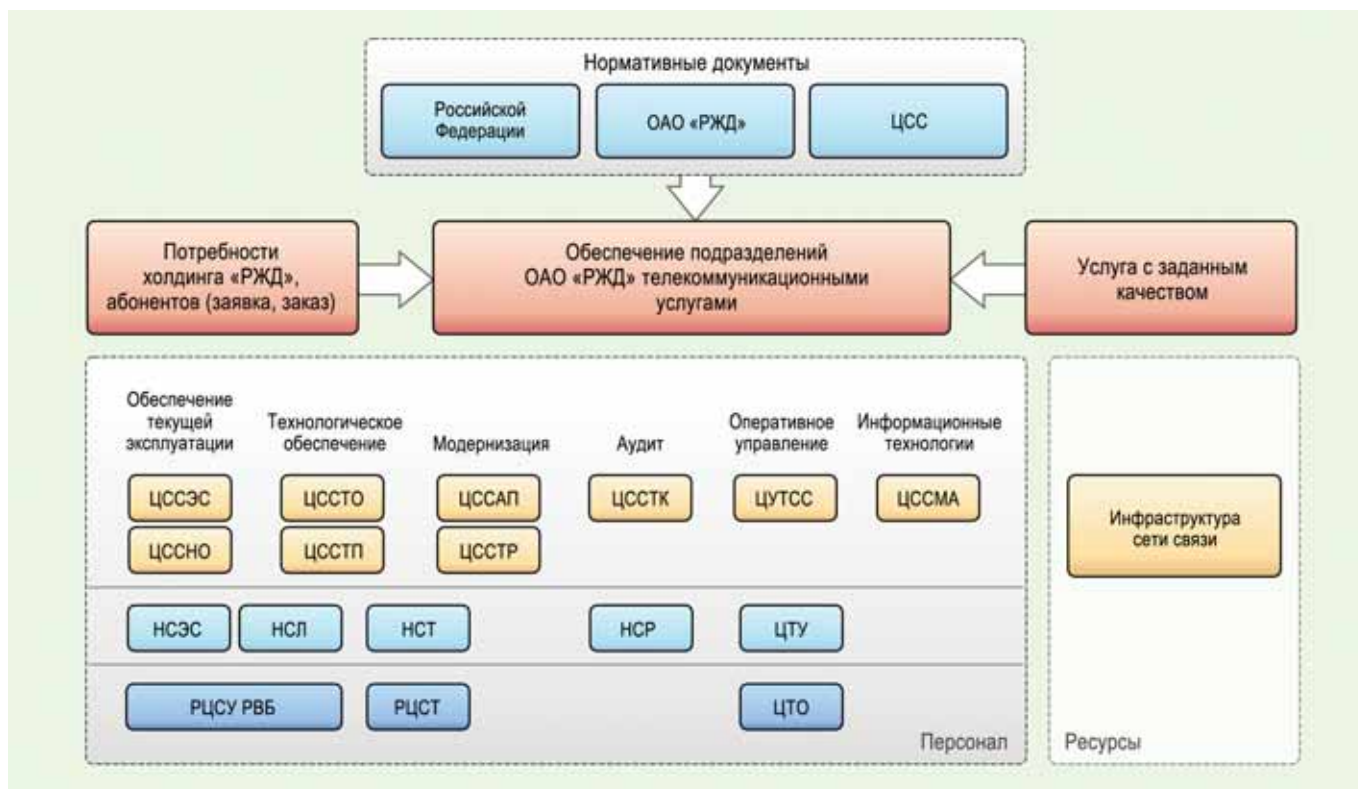 Нормативные документы
Российской
Федерации
ОАО «РЖД»
ЦСС
Потребности
холдинга «РЖД»,
абонентов (заявка, заказ)
Обеспечение подразделений
ОАО «РЖД» телекоммуникационными
услугами
Услуга с заданным
качеством
Обеспечение
текущей
эксплуатации
Технологическое
обеспечение
Модернизация
Аудит
Оперативное
управление
Информационные
технологии
ЦССЭС
ЦССТО
ЦССАП
ЦССТК
ЦУТСС
ЦССМА
ЦССНО
ЦССТП
ЦССТР
НСЭС
НСЛ
НСТ
НСР
ЦТУ
РЦСУ РВБ
РЦСТ
ЦТО
Персонал
Инфраструктура
сети связи
Ресурсы